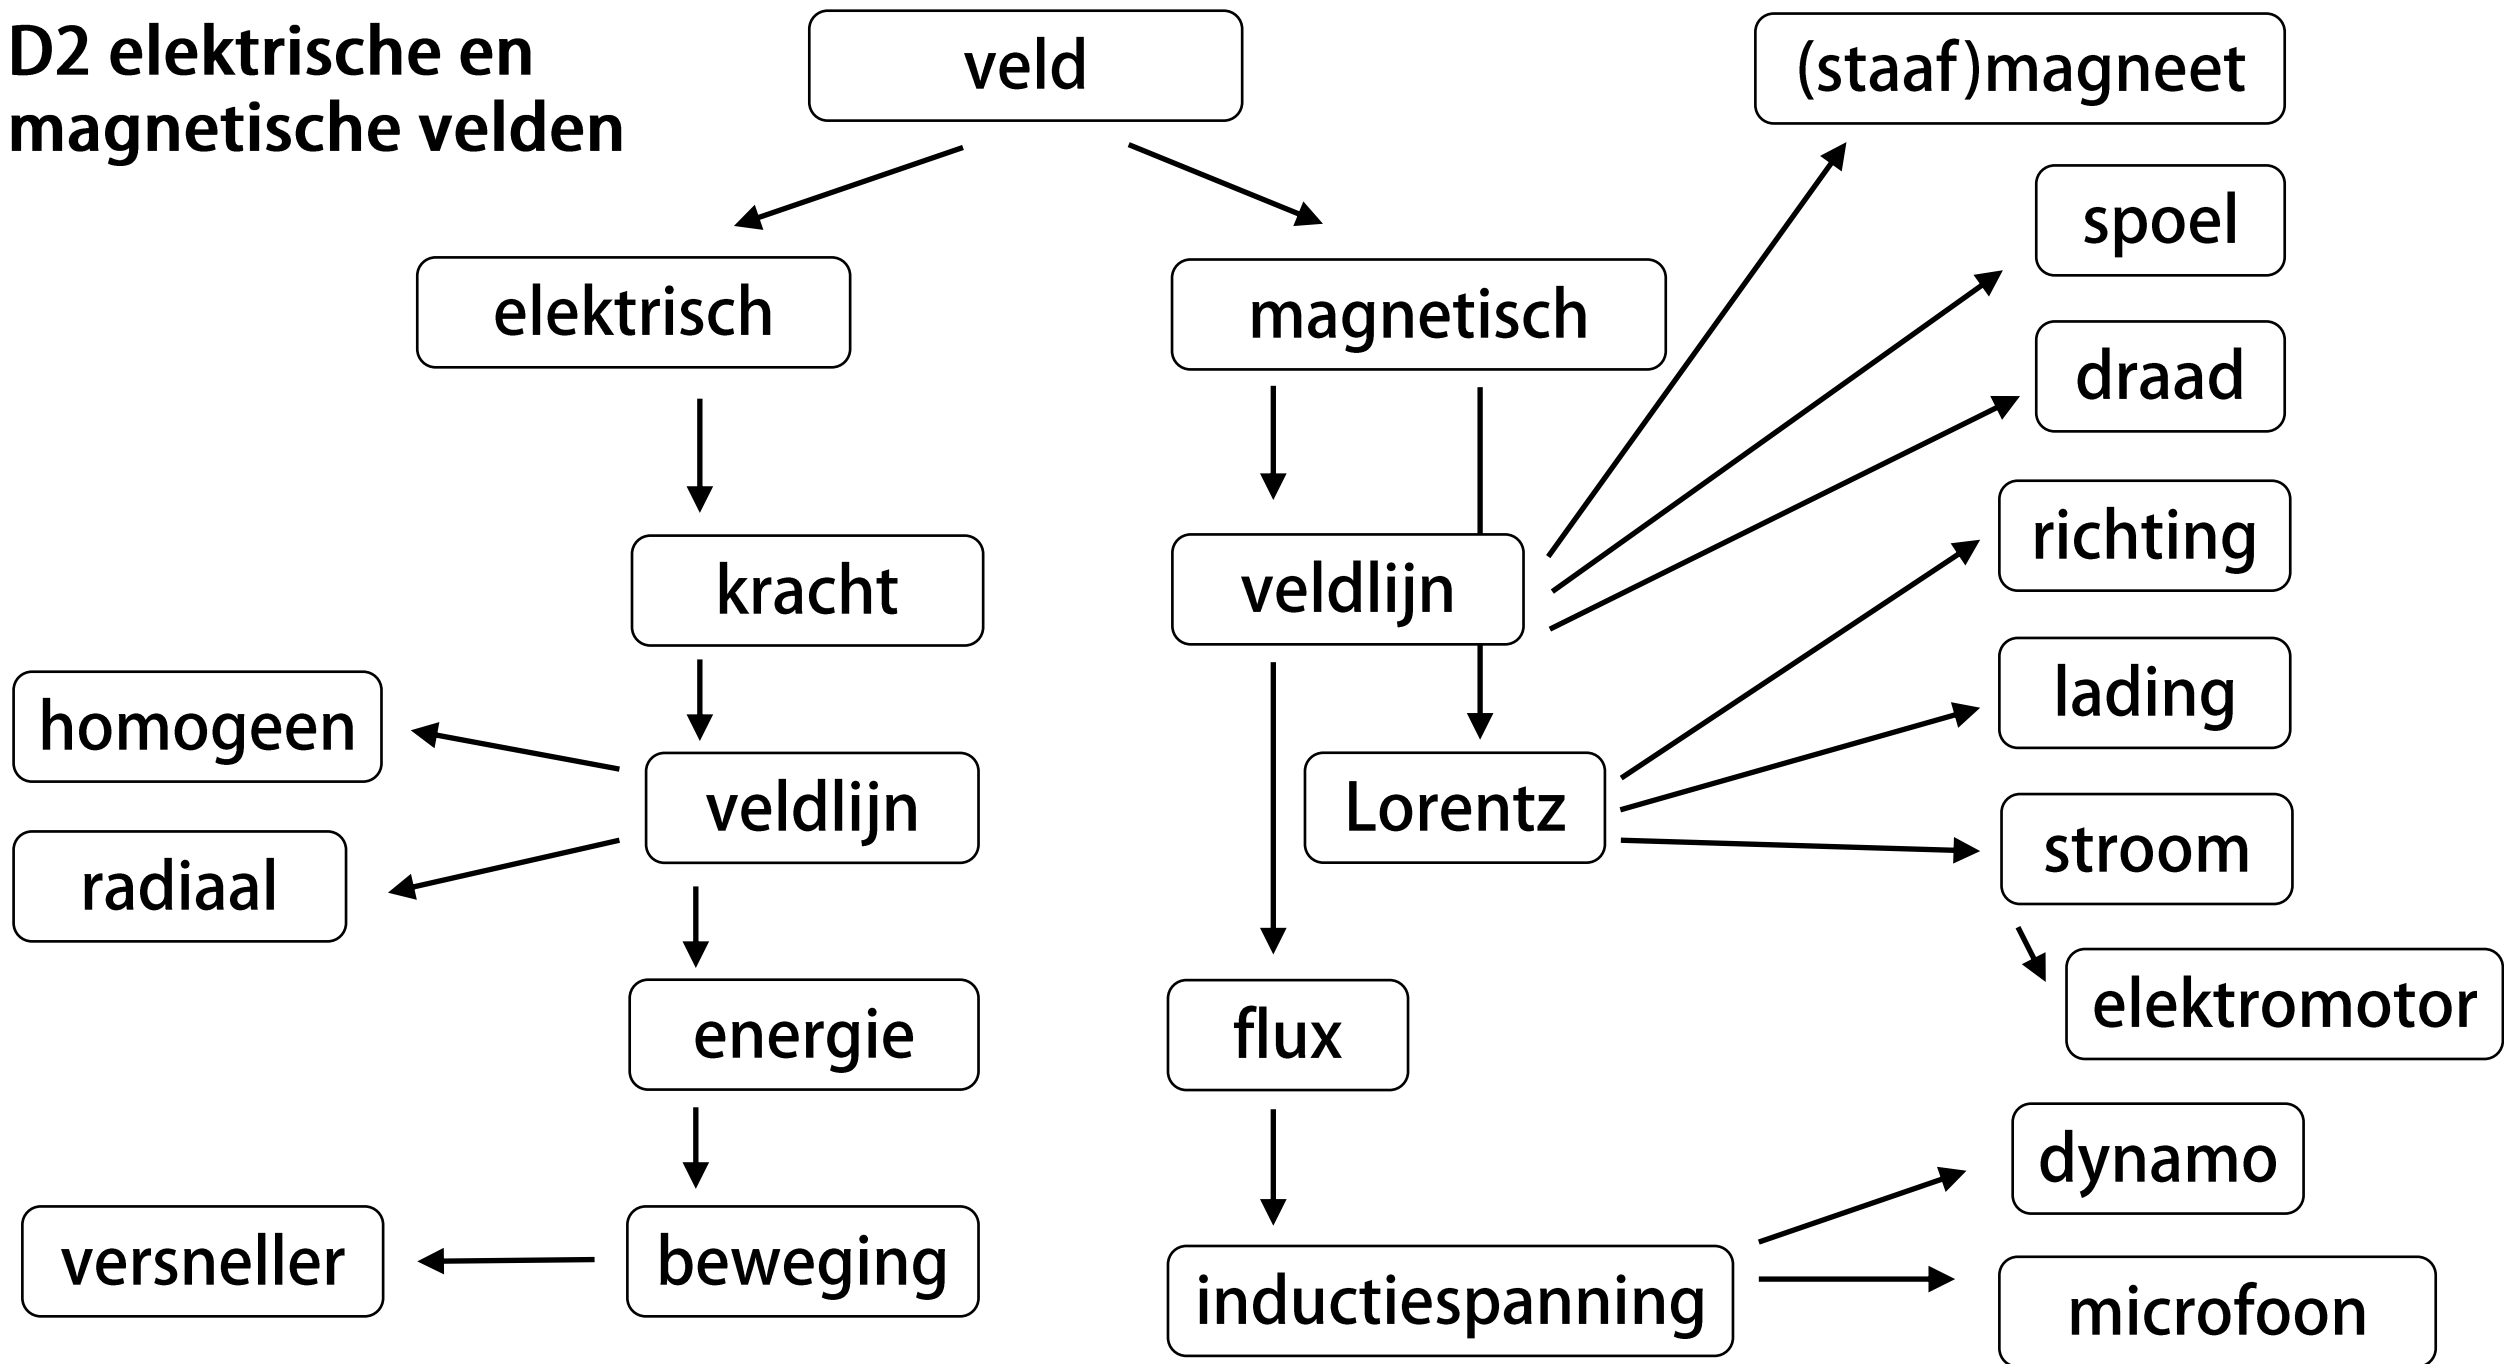 D2 elektrische en
magnetische velden
veld
(staaf)magneet
spoel
elektrisch
magnetisch
draad
richting
kracht
veldlijn
lading
homogeen
veldlijn
Lorentz
stroom
radiaal
energie
flux
elektromotor
dynamo
versneller
beweging
inductiespanning
microfoon